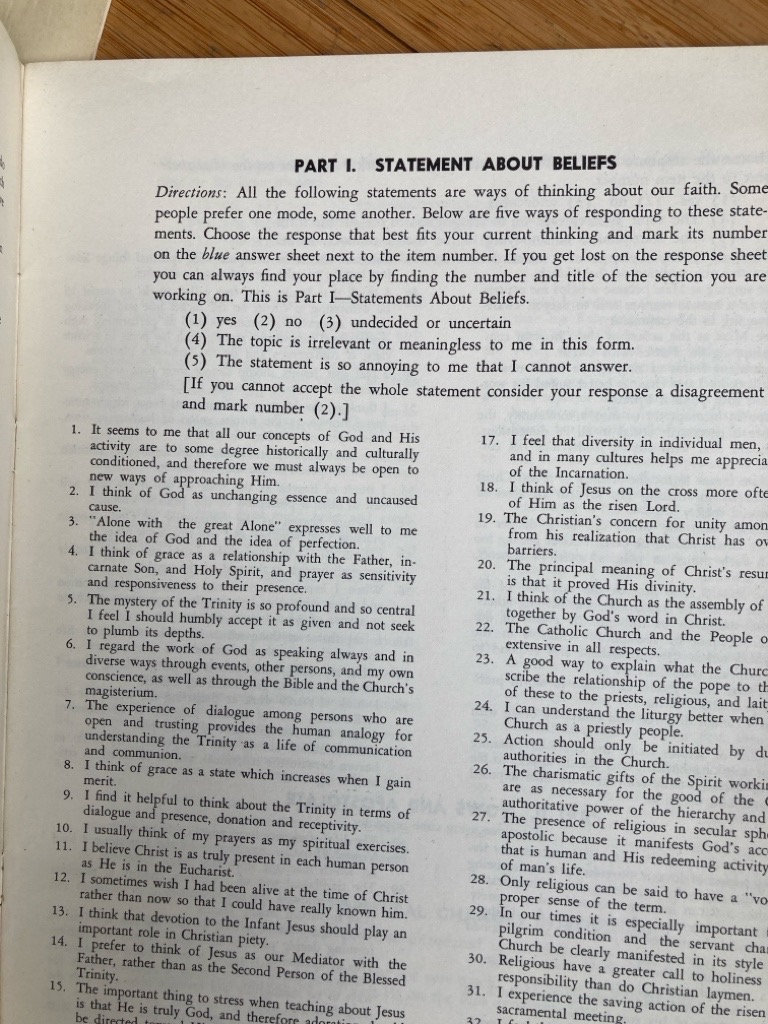 PART I. STATEMENT ABOUT BELIEFS
Directions: All the following statements are ways of thinking about our faith. Some
people prefer one mode, some another. Below are five ways of responding to these state-
ments. Choose the response that best fits your current thinking and mark its number
on the blue answer sheet next to the item number. If you get lost on the response sheet
you can always find your place by finding the number and title of the section you are
working on. This is Part I—Statements About Beliefs.
(1) yes (2) no (3) undecided or uncertain
(4) The topic is irrelevant or meaningless to me in this form.
(5) The statement is so annoying to me that I cannot answer.
[If you cannot accept the whole statement consider your response a disagreement
and mark number (2).]
1. It seems to me that all our concepts of God and His
activity are to some degree historically and culturally
conditioned, and therefore we must always be open to
new ways of approaching Him.
2. I think of God as unchanging essence and uncaused
cause.
3. "Alone with the great Alone" expresses well to me
the idea of God and the idea of perfection.
4. I think of grace as a relationship with the Father, in-
carnate Son, and Holy Spirit, and prayer as sensitivity
and responsiveness to their presence.
5. The mystery of the Trinity is so profound and so central
I feel I should humbly accept it as given and not seek
to plumb its depths.
6. I regard the work of God as speaking always and in
diverse ways through events, other persons, and my own
conscience, as well as through the Bible and the Church's
magisterium.
7. The experience of dialogue among persons who are
open and trusting provides the human analogy for
understanding the Trinity as a life of communication
and communion.
8. I think of grace as a state which increases when I gain
merit.
9. I find it helpful to think about the Trinity in terms of
dialogue and presence, donation and receptivity.
10. I usually think of my prayers as my spiritual exercises.
11. I believe Christ is as truly present in each human person
as He is in the Eucharist.
12. I sometimes wish I had been alive at the time of Christ
rather than now so that I could have really known him.
13. I think that devotion to the Infant Jesus should play an
important role in Christian piety.
14. I prefer to think of Jesus as our Mediator with the
Father, rather than as the Second Person of the Blessed
Trinity.
15. The important thing to stress when teaching about Jesus
is that He is truly God, and therefore
be directed
17. I feel that diversity in individual men,
and in many cultures helps me apprecia
of the Incarnation.
18. I think of Jesus on the cross more ofte
of Him as the risen Lord.
19. The Christian's concern for unity amon
from his realization that Christ has ov
barriers.
20. The principal meaning of Christ's resur
is that it proved His divinity.
21. I think of the Church as the assembly of
together by God's word in Christ.
22. The Catholic Church and the People o
extensive in all respects.
23. A good way to explain what the Churc
scribe the relationship of the pope to th
of these to the priests, religious, and lait
24. I can understand the liturgy better when
Church as a priestly people.
25. Action should only be initiated by du
authorities in the Church.
26. The charismatic gifts of the Spirit workin
are as necessary for the good of the
authoritative power of the hierarchy and
27. The presence of religious in secular sph
apostolic because it manifests God's acc
that is human and His redeeming activity
of man's life.
28. Only religious can be said to have a "vo
proper sense of the term.
29. In our times it is especially important
pilgrim condition and the servant cha
Church be clearly manifested in its style
30. Religious have a greater call to holiness
responsibility than do Christian laymen.
31. I experience the saving action of the risen
sacramental meeting.
32.